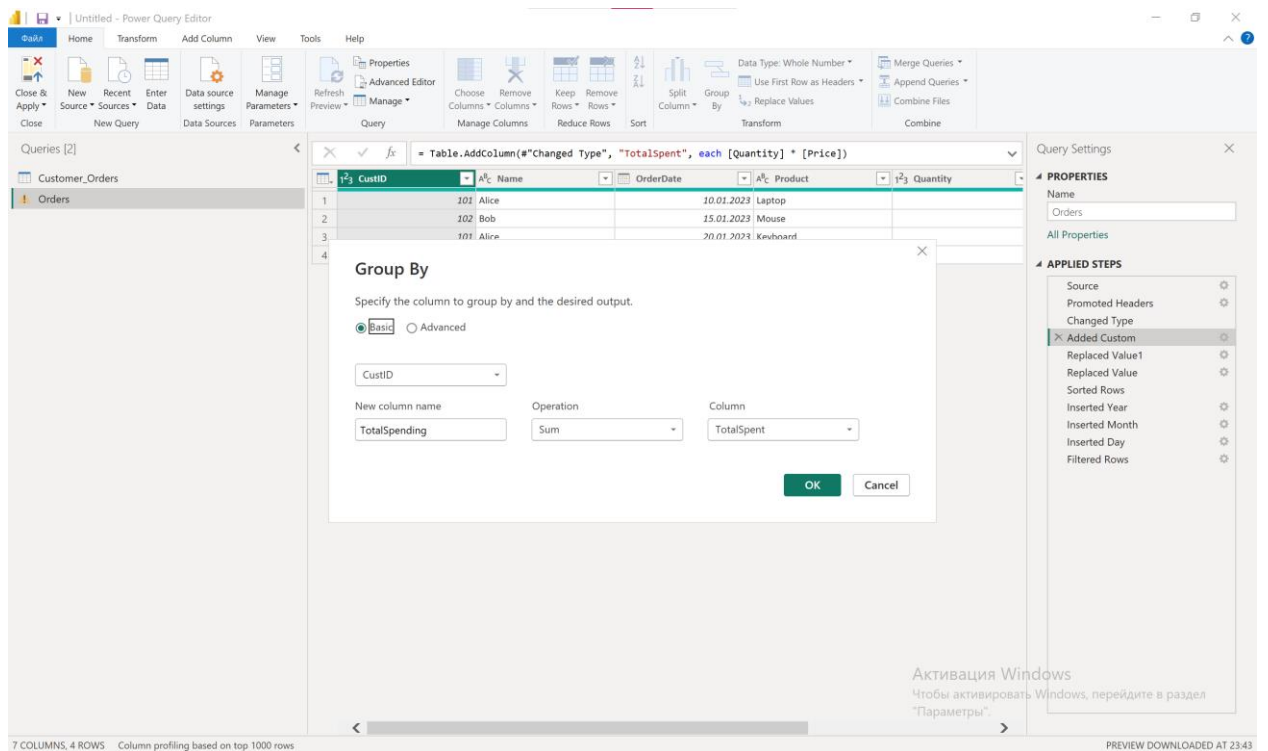 Untitled - Power Query Editor
Файл Home Transform Add Column View Tools Help
Close & Apply
New Source
Recent Sources
Enter Data
Data source settings
Manage Parameters
Refresh Preview
Properties
Advanced Editor
Manage
Choose Columns
Remove Columns
Keep Rows
Remove Rows
Split Column
Group By
Data Type: Whole Number
Use First Row as Headers
Replace Values
Merge Queries
Append Queries
Combine Files
Close New Query Data Sources Parameters Query Manage Columns Reduce Rows Sort Transform Combine
Queries [2]
Customer_Orders
Orders
fx = Table.AddColumn(#"Changed Type", "TotalSpent", each [Quantity] * [Price])
CustID Name OrderDate Product Quantity
1 101 Alice 10.01.2023 Laptop
2 102 Bob 15.01.2023 Mouse
3 101 Alice 20.01.2023 Keyboard
4
Group By
Specify the column to group by and the desired output.
Basic Advanced
CustID
New column name Operation Column
TotalSpending Sum TotalSpent
OK Cancel
Query Settings
PROPERTIES
Name
Orders
All Properties
APPLIED STEPS
Source
Promoted Headers
Changed Type
Added Custom
Replaced Value1
Replaced Value
Sorted Rows
Inserted Year
Inserted Month
Inserted Day
Filtered Rows
Активация Windows
Чтобы активировать Windows, перейдите в раздел
"Параметры".
7 COLUMNS, 4 ROWS Column profiling based on top 1000 rows PREVIEW DOWNLOADED AT 23:43